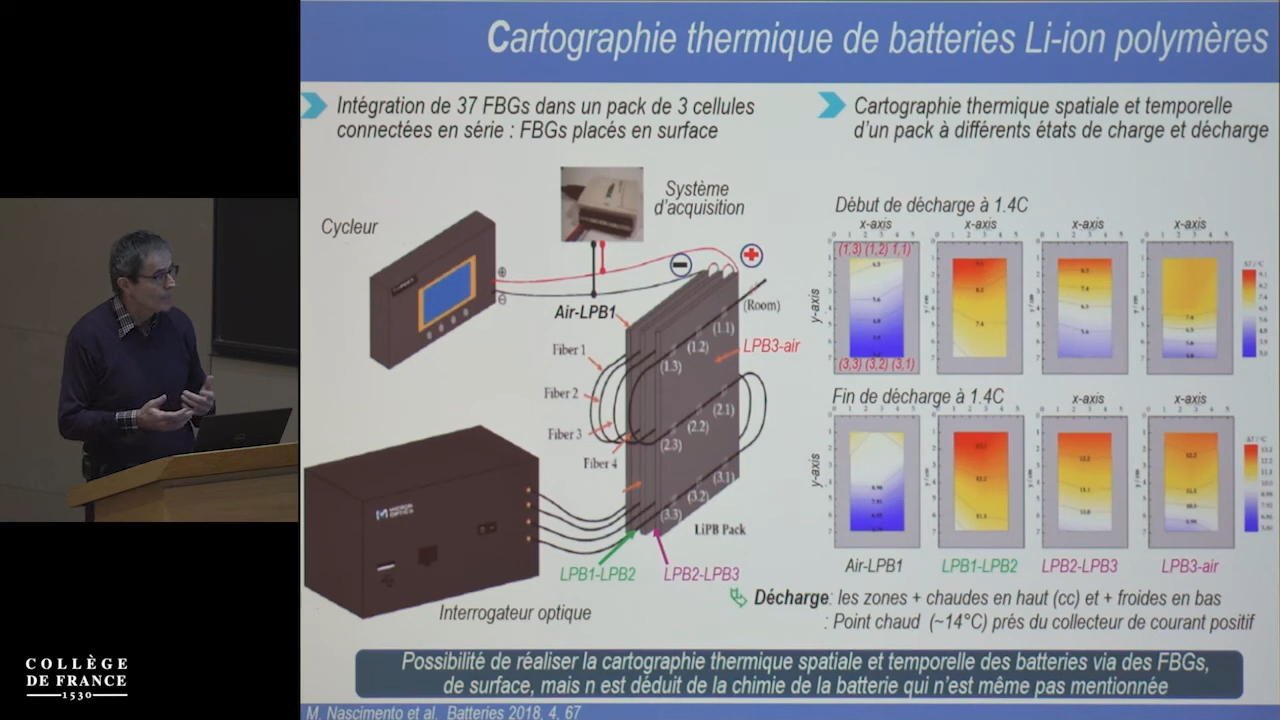 Cartographie thermique de batteries Li-ion polymères
Intégration de 37 FBGs dans un pack de 3 cellules
connectées en série : FBGs placés en surface
Cartographie thermique spatiale et temporelle
d'un pack à différents états de charge et décharge
Système
d'acquisition
Cycleur
Air-LPB1
(Room)
LPB3-air
Fiber 1
Fiber 2
Fiber 3
Fiber 4
(1.1)
(1.2)
(1.3)
(2.1)
(2.2)
(2.3)
(3.1)
(3.2)
(3.3)
LiPB Pack
MICRON
OPTICS
LPB1-LPB2
LPB2-LPB3
Interrogateur optique
Début de décharge à 1.4C
x-axis x-axis x-axis x-axis
(1,3) (1,2) 1,1)
y-axis
(3,3) (3,2) (3,1)
Fin de décharge à 1.4C
x-axis x-axis
y-axis
Air-LPB1 LPB1-LPB2 LPB2-LPB3 LPB3-air
Décharge: les zones + chaudes en haut (cc) et + froides en bas
: Point chaud (~14°C) prés du collecteur de courant positif
Possibilité de réaliser la cartographie thermique spatiale et temporelle des batteries via des FBGs,
de surface, mais n est déduit de la chimie de la batterie qui n'est même pas mentionnée
M. Nascimento et al. Batteries 2018, 4, 67
COLLÈGE
DE FRANCE
1530